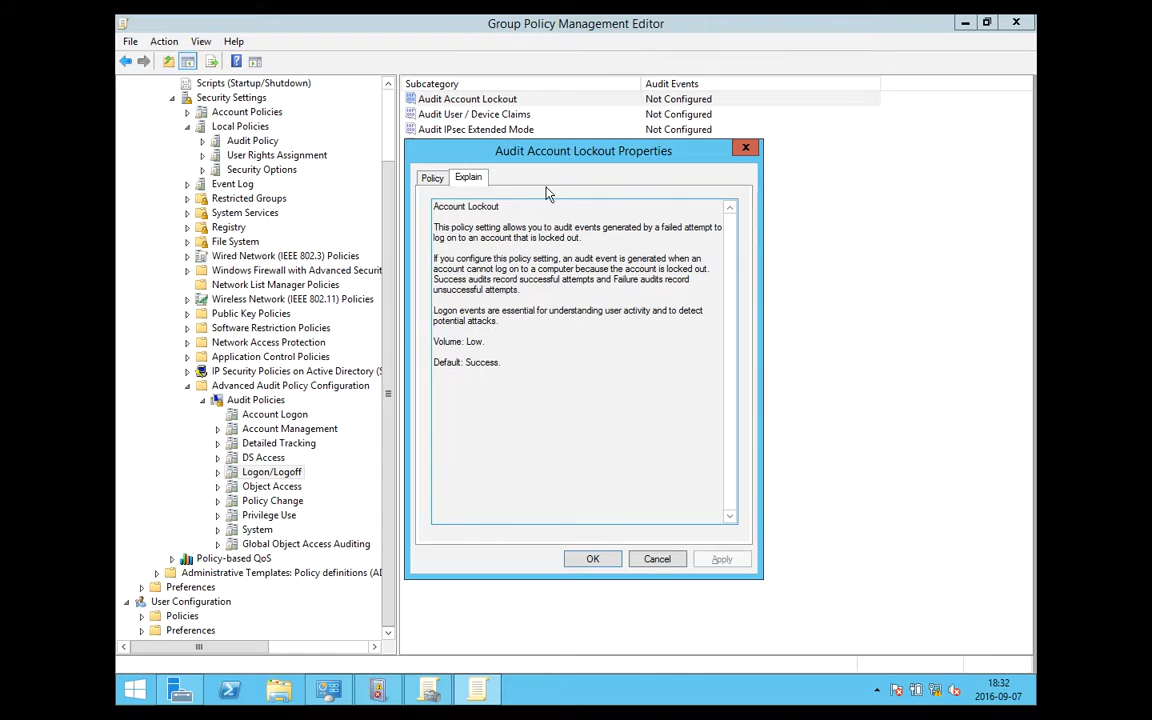 Group Policy Management Editor
File Action View Help
Scripts (Startup/Shutdown)
Security Settings
Account Policies
Local Policies
Audit Policy
User Rights Assignment
Security Options
Event Log
Restricted Groups
System Services
Registry
File System
Wired Network (IEEE 802.3) Policies
Windows Firewall with Advanced Securit
Network List Manager Policies
Wireless Network (IEEE 802.11) Policies
Public Key Policies
Software Restriction Policies
Network Access Protection
Application Control Policies
IP Security Policies on Active Directory (
Advanced Audit Policy Configuration
Audit Policies
Account Logon
Account Management
Detailed Tracking
DS Access
Logon/Logoff
Object Access
Policy Change
Privilege Use
System
Global Object Access Auditing
Policy-based QoS
Administrative Templates: Policy definitions (AD
Preferences
User Configuration
Policies
Preferences
Subcategory Audit Events
Audit Account Lockout Not Configured
Audit User / Device Claims Not Configured
Audit IPsec Extended Mode Not Configured
Audit Account Lockout Properties
Policy Explain
Account Lockout
This policy setting allows you to audit events generated by a failed attempt to
log on to an account that is locked out.
If you configure this policy setting, an audit event is generated when an
account cannot log on to a computer because the account is locked out.
Success audits record successful attempts and Failure audits record
unsuccessful attempts.
Logon events are essential for understanding user activity and to detect
potential attacks.
Volume: Low.
Default: Success.
OK Cancel Apply
18:32
2016-09-07